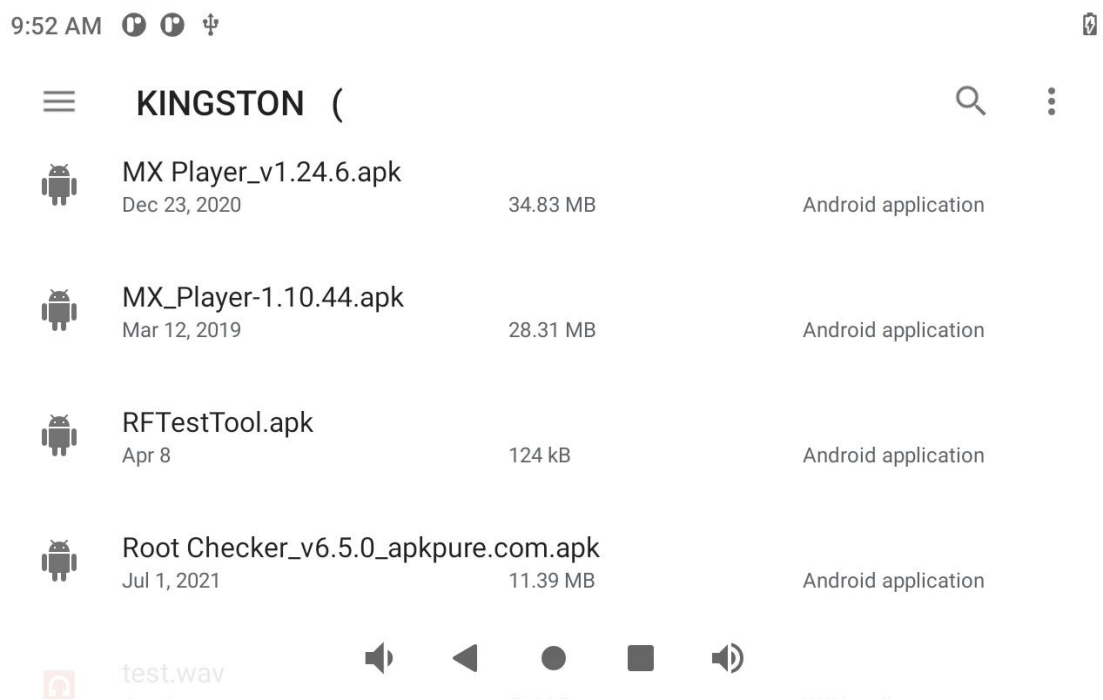 9:52 AM
KINGSTON (
MX Player_v1.24.6.apk
Dec 23, 2020 34.83 MB Android application
MX_Player-1.10.44.apk
Mar 12, 2019 28.31 MB Android application
RFTestTool.apk
Apr 8 124 kB Android application
Root Checker_v6.5.0_apkpure.com.apk
Jul 1, 2021 11.39 MB Android application
test.wav